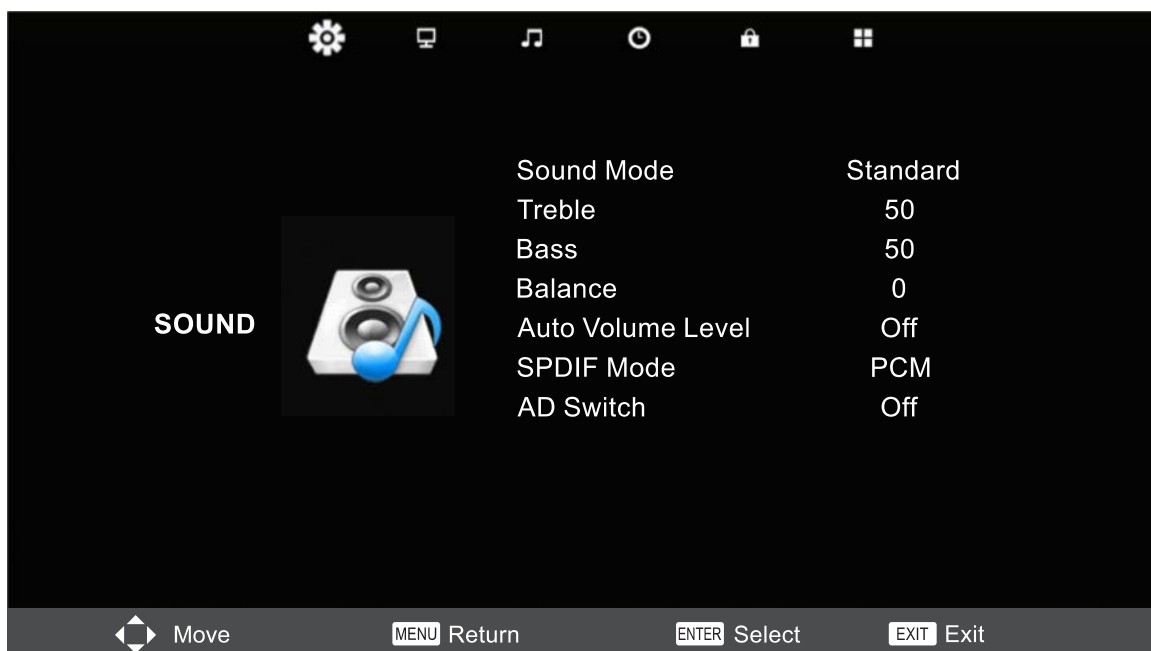 Sound Mode Standard
Treble 50
Bass 50
Balance 0
SOUND
Auto Volume Level Off
SPDIF Mode PCM
AD Switch Off
Move MENU Return ENTER Select EXIT Exit